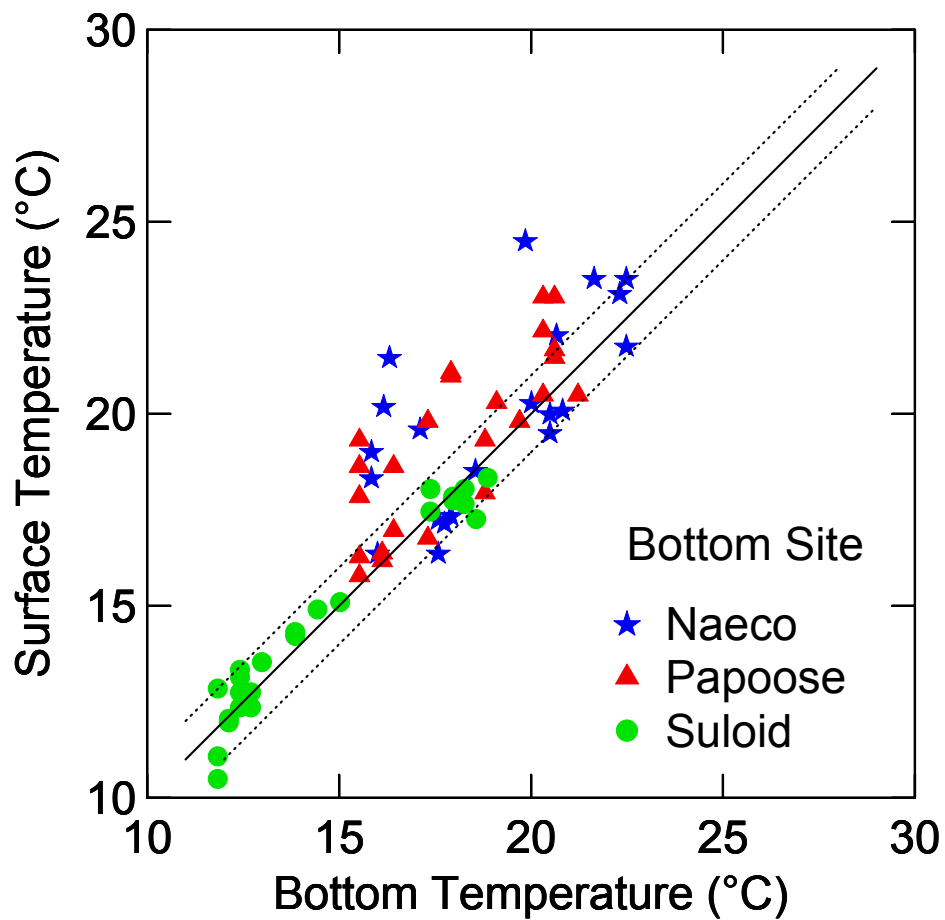 30
25
20
15
10
Surface Temperature (°C)
10 15 20 25 30
Bottom Temperature (°C)
Bottom Site
Naeco
Papoose
Suloid